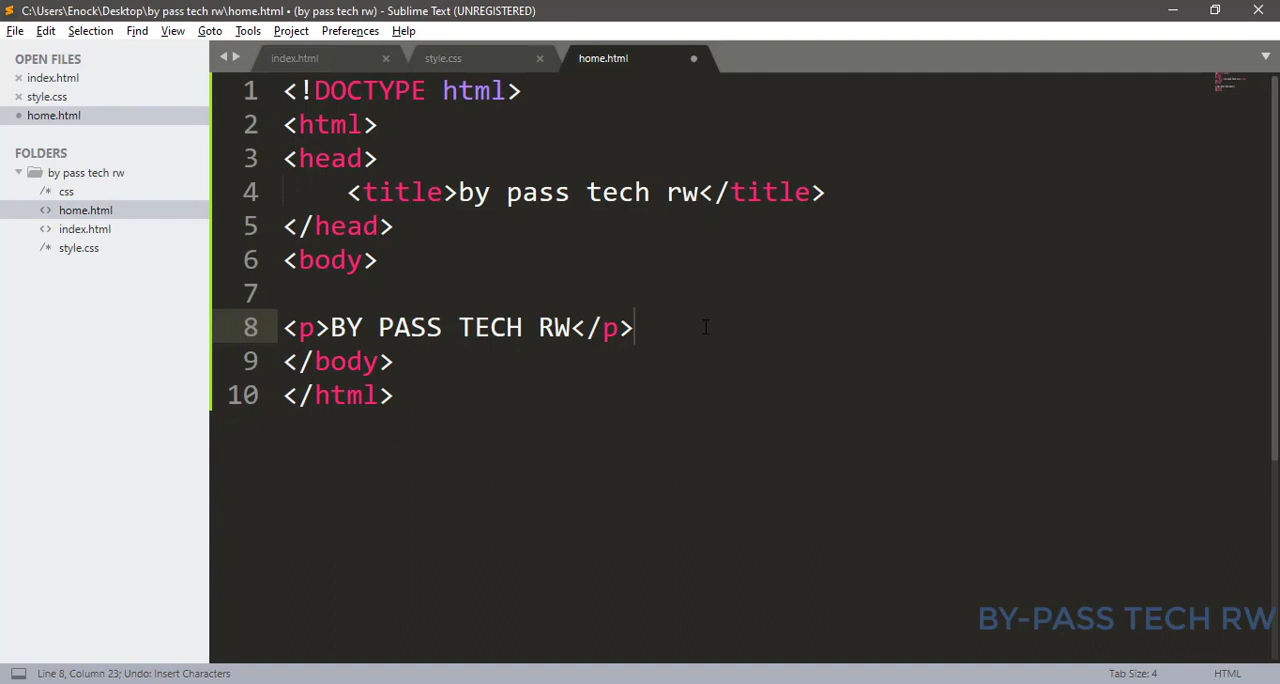 C:\Users\Enock\Desktop\by pass tech rw\home.html • (by pass tech rw) - Sublime Text (UNREGISTERED)
File Edit Selection Find View Goto Tools Project Preferences Help
OPEN FILES
index.html
style.css
home.html
FOLDERS
by pass tech rw
/* css
<> home.html
<> index.html
/* style.css
index.html style.css home.html
1 <!DOCTYPE html>
2 <html>
3 <head>
4 <title>by pass tech rw</title>
5 </head>
6 <body>
7
8 <p>BY PASS TECH RW</p>
9 </body>
10 </html>
BY-PASS TECH RW
Line 8, Column 23; Undo: Insert Characters Tab Size: 4 HTML